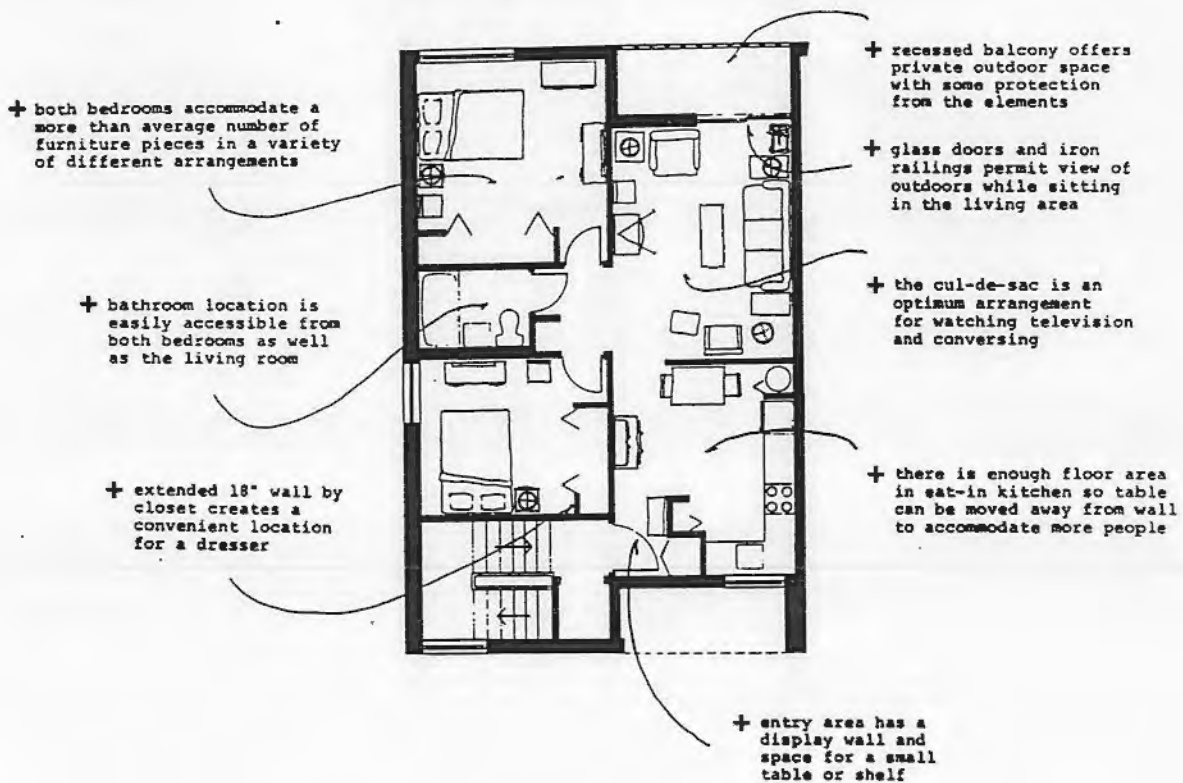 + both bedrooms accommodate a
more than average number of
furniture pieces in a variety
of different arrangements
+ bathroom location is
easily accessible from
both bedrooms as well
as the living room
+ extended 18" wall by
closet creates a
convenient location
for a dresser
+ recessed balcony offers
private outdoor space
with some protection
from the elements
+ glass doors and iron
railings permit view of
outdoors while sitting
in the living area
+ the cul-de-sac is an
optimum arrangement
for watching television
and conversing
+ there is enough floor area
in eat-in kitchen so table
can be moved away from wall
to accommodate more people
+ entry area has a
display wall and
space for a small
table or shelf